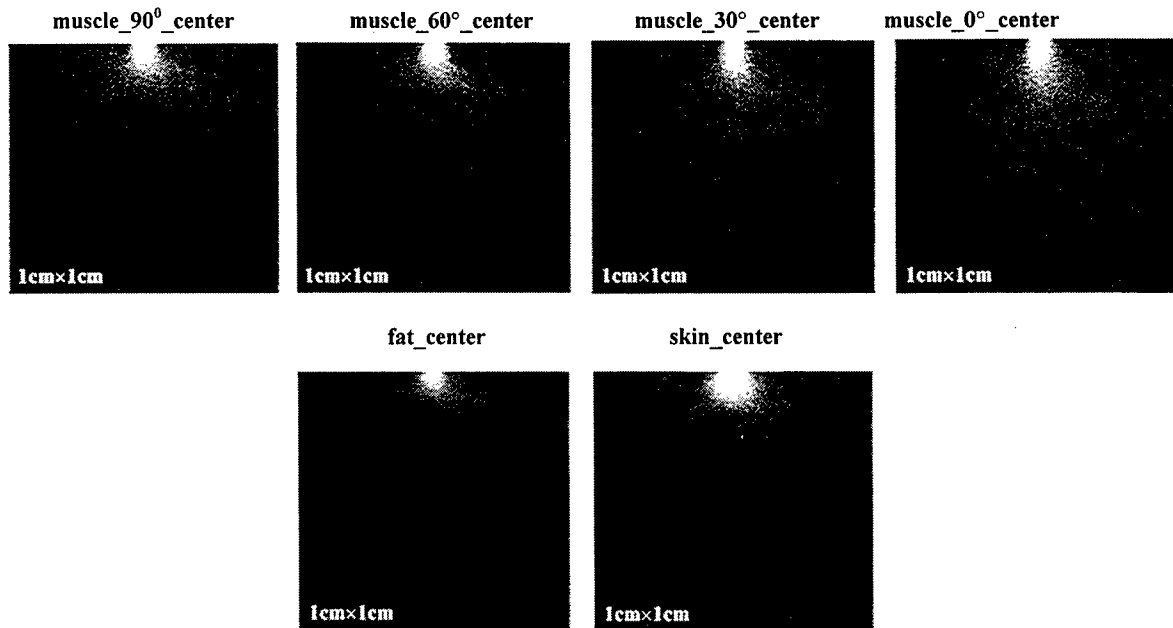 muscle_90⁰_center
muscle_60°_center
muscle_30°_center
muscle_0°_center
1cm×1cm
1cm×1cm
1cm×1cm
1cm×1cm
fat_center
skin_center
1cm×1cm
1cm×1cm